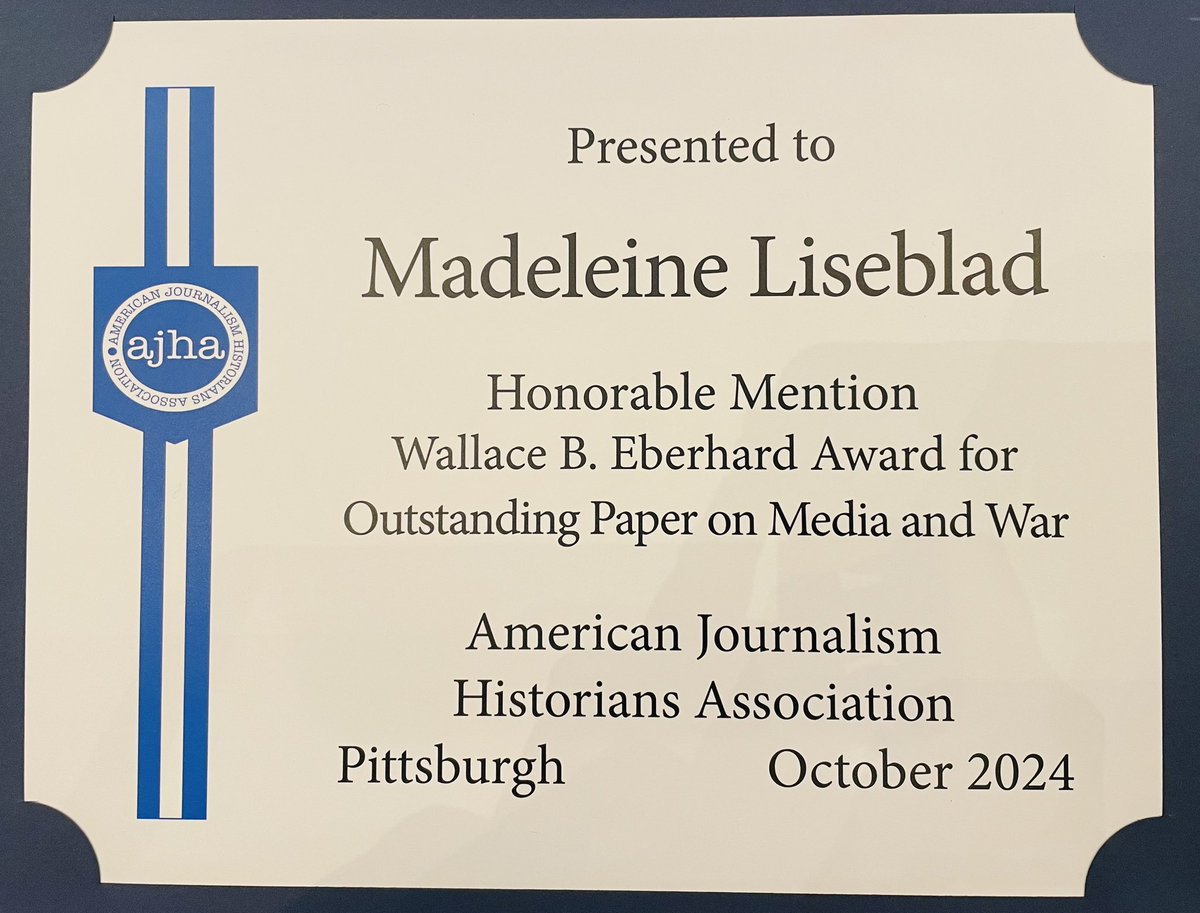 Presented to
Madeleine Liseblad
Honorable Mention
Wallace B. Eberhard Award for
Outstanding Paper on Media and War
American Journalism
Historians Association
Pittsburgh October 2024
AMERICAN JOURNALISM HISTORIANS ASSOCIATION
ajha